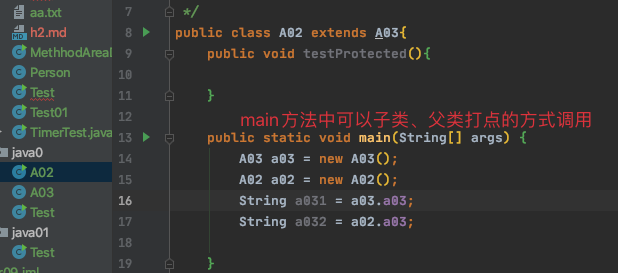 aa.txt
h2.md
MethhodAreaI
Person
Test
Test01
TimerTest.java
java0
A02
A03
Test
java01
Test
7 */
8 public class A02 extends A03{
9 public void testProtected(){
10
11 }
12 main方法中可以子类、父类打点的方式调用
13 public static void main(String[] args) {
14 A03 a03 = new A03();
15 A02 a02 = new A02();
16 String a031 = a03.a03;
17 String a032 = a02.a03;
18
19 }